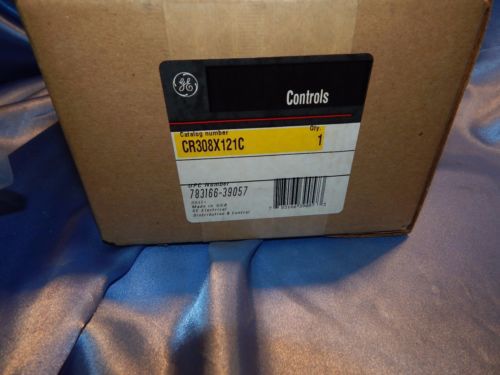 GE
Controls
Catalog number Qty.
CR308X121C 1
UPC Number
783166-39057
Made in USA
GE Electrical
Distribution & Control